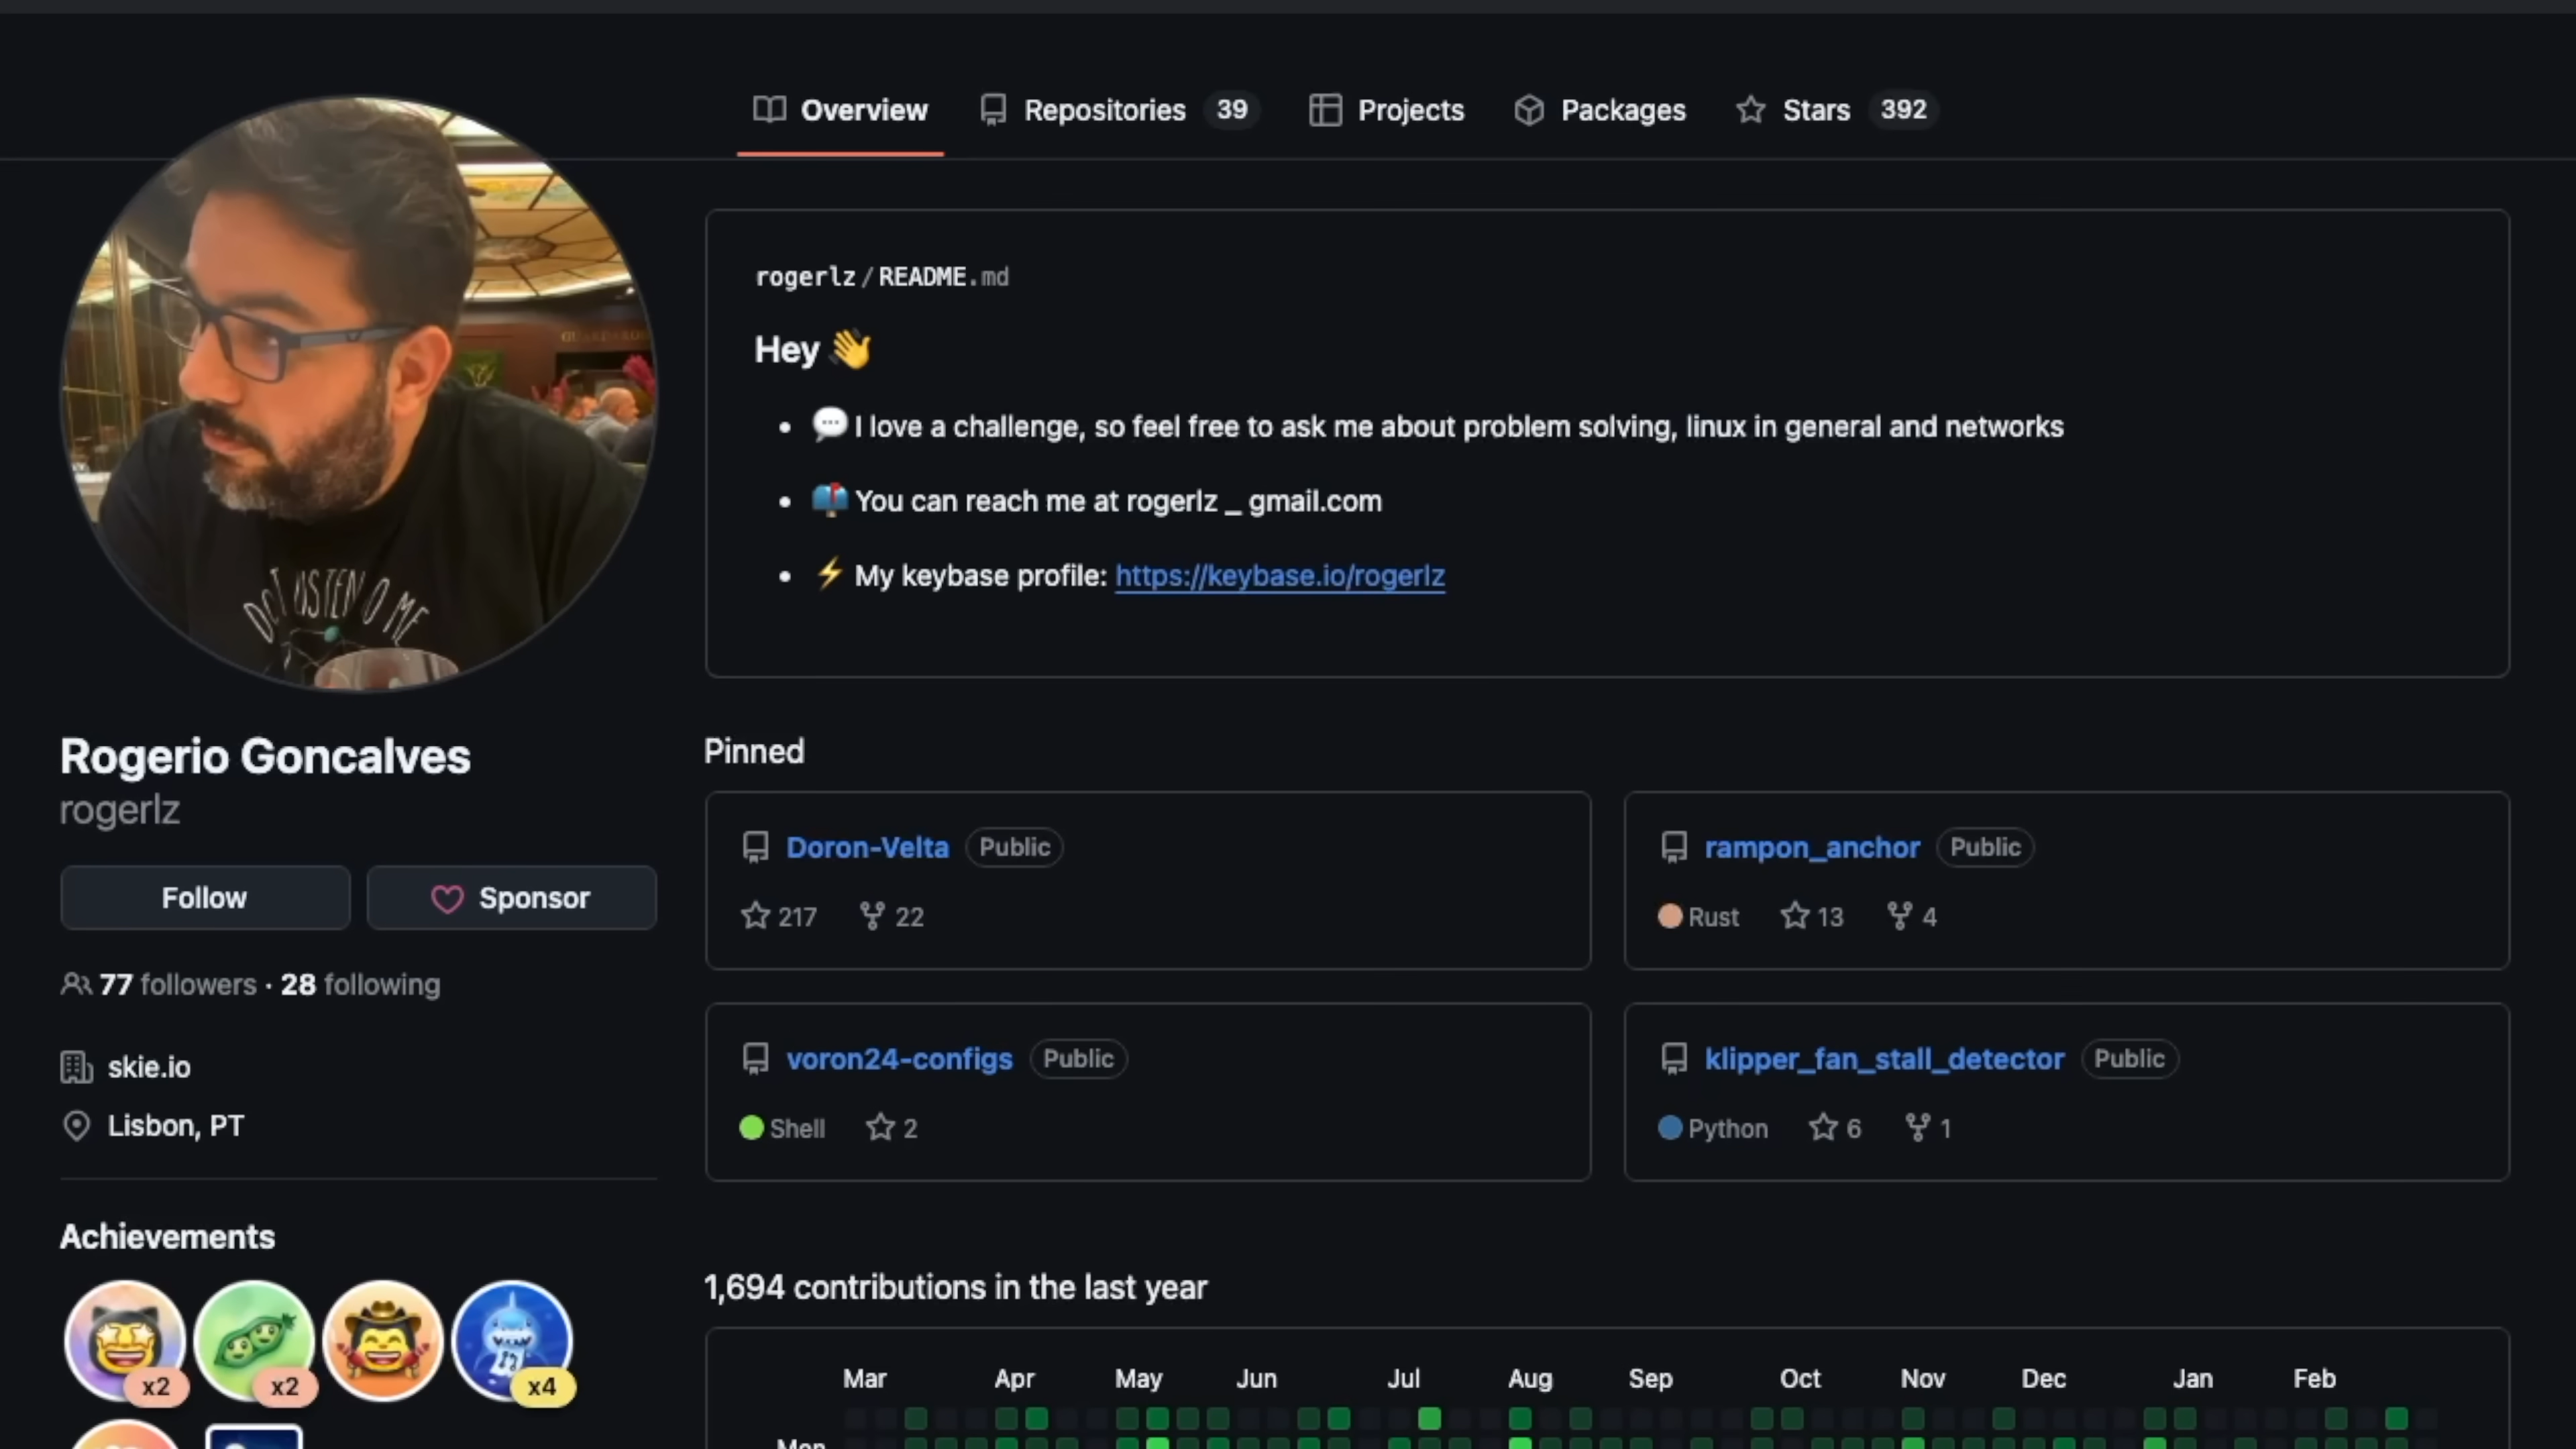 Overview Repositories 39 Projects Packages Stars 392
rogerlz/README.md
Hey 👋
💬 I love a challenge, so feel free to ask me about problem solving, linux in general and networks
📫 You can reach me at rogerlz _ gmail.com
⚡ My keybase profile: https://keybase.io/rogerlz
Rogerio Goncalves
rogerlz
Follow Sponsor
77 followers · 28 following
skie.io
Lisbon, PT
Achievements
x2 x2 x4
Pinned
Doron-Velta Public
217 22
rampon_anchor Public
Rust 13 4
voron24-configs Public
Shell 2
klipper_fan_stall_detector Public
Python 6 1
1,694 contributions in the last year
Mar Apr May Jun Jul Aug Sep Oct Nov Dec Jan Feb
Mon